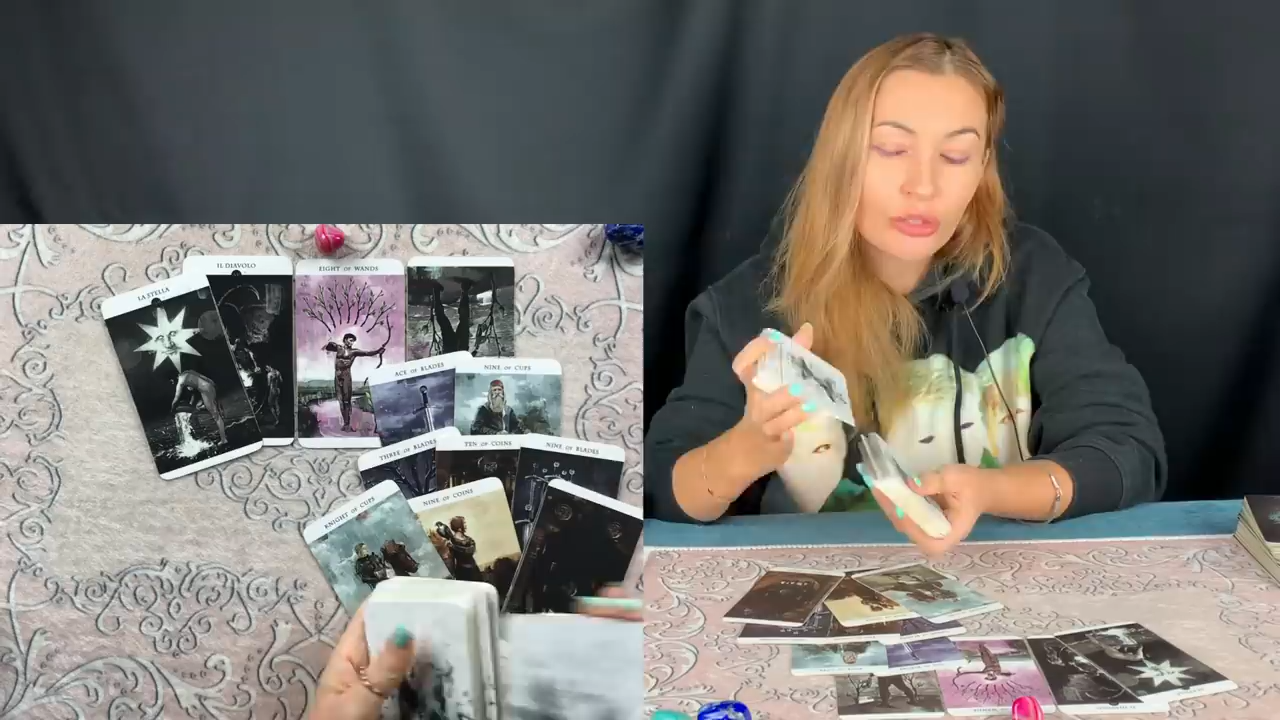 IL DIAVOLO
EIGHT OF WANDS
LA STELLA
ACE OF BLADES
NINE OF CUPS
THREE OF BLADES
TEN OF COINS
NINE OF BLADES
KNIGHT OF CUPS
NINE OF COINS